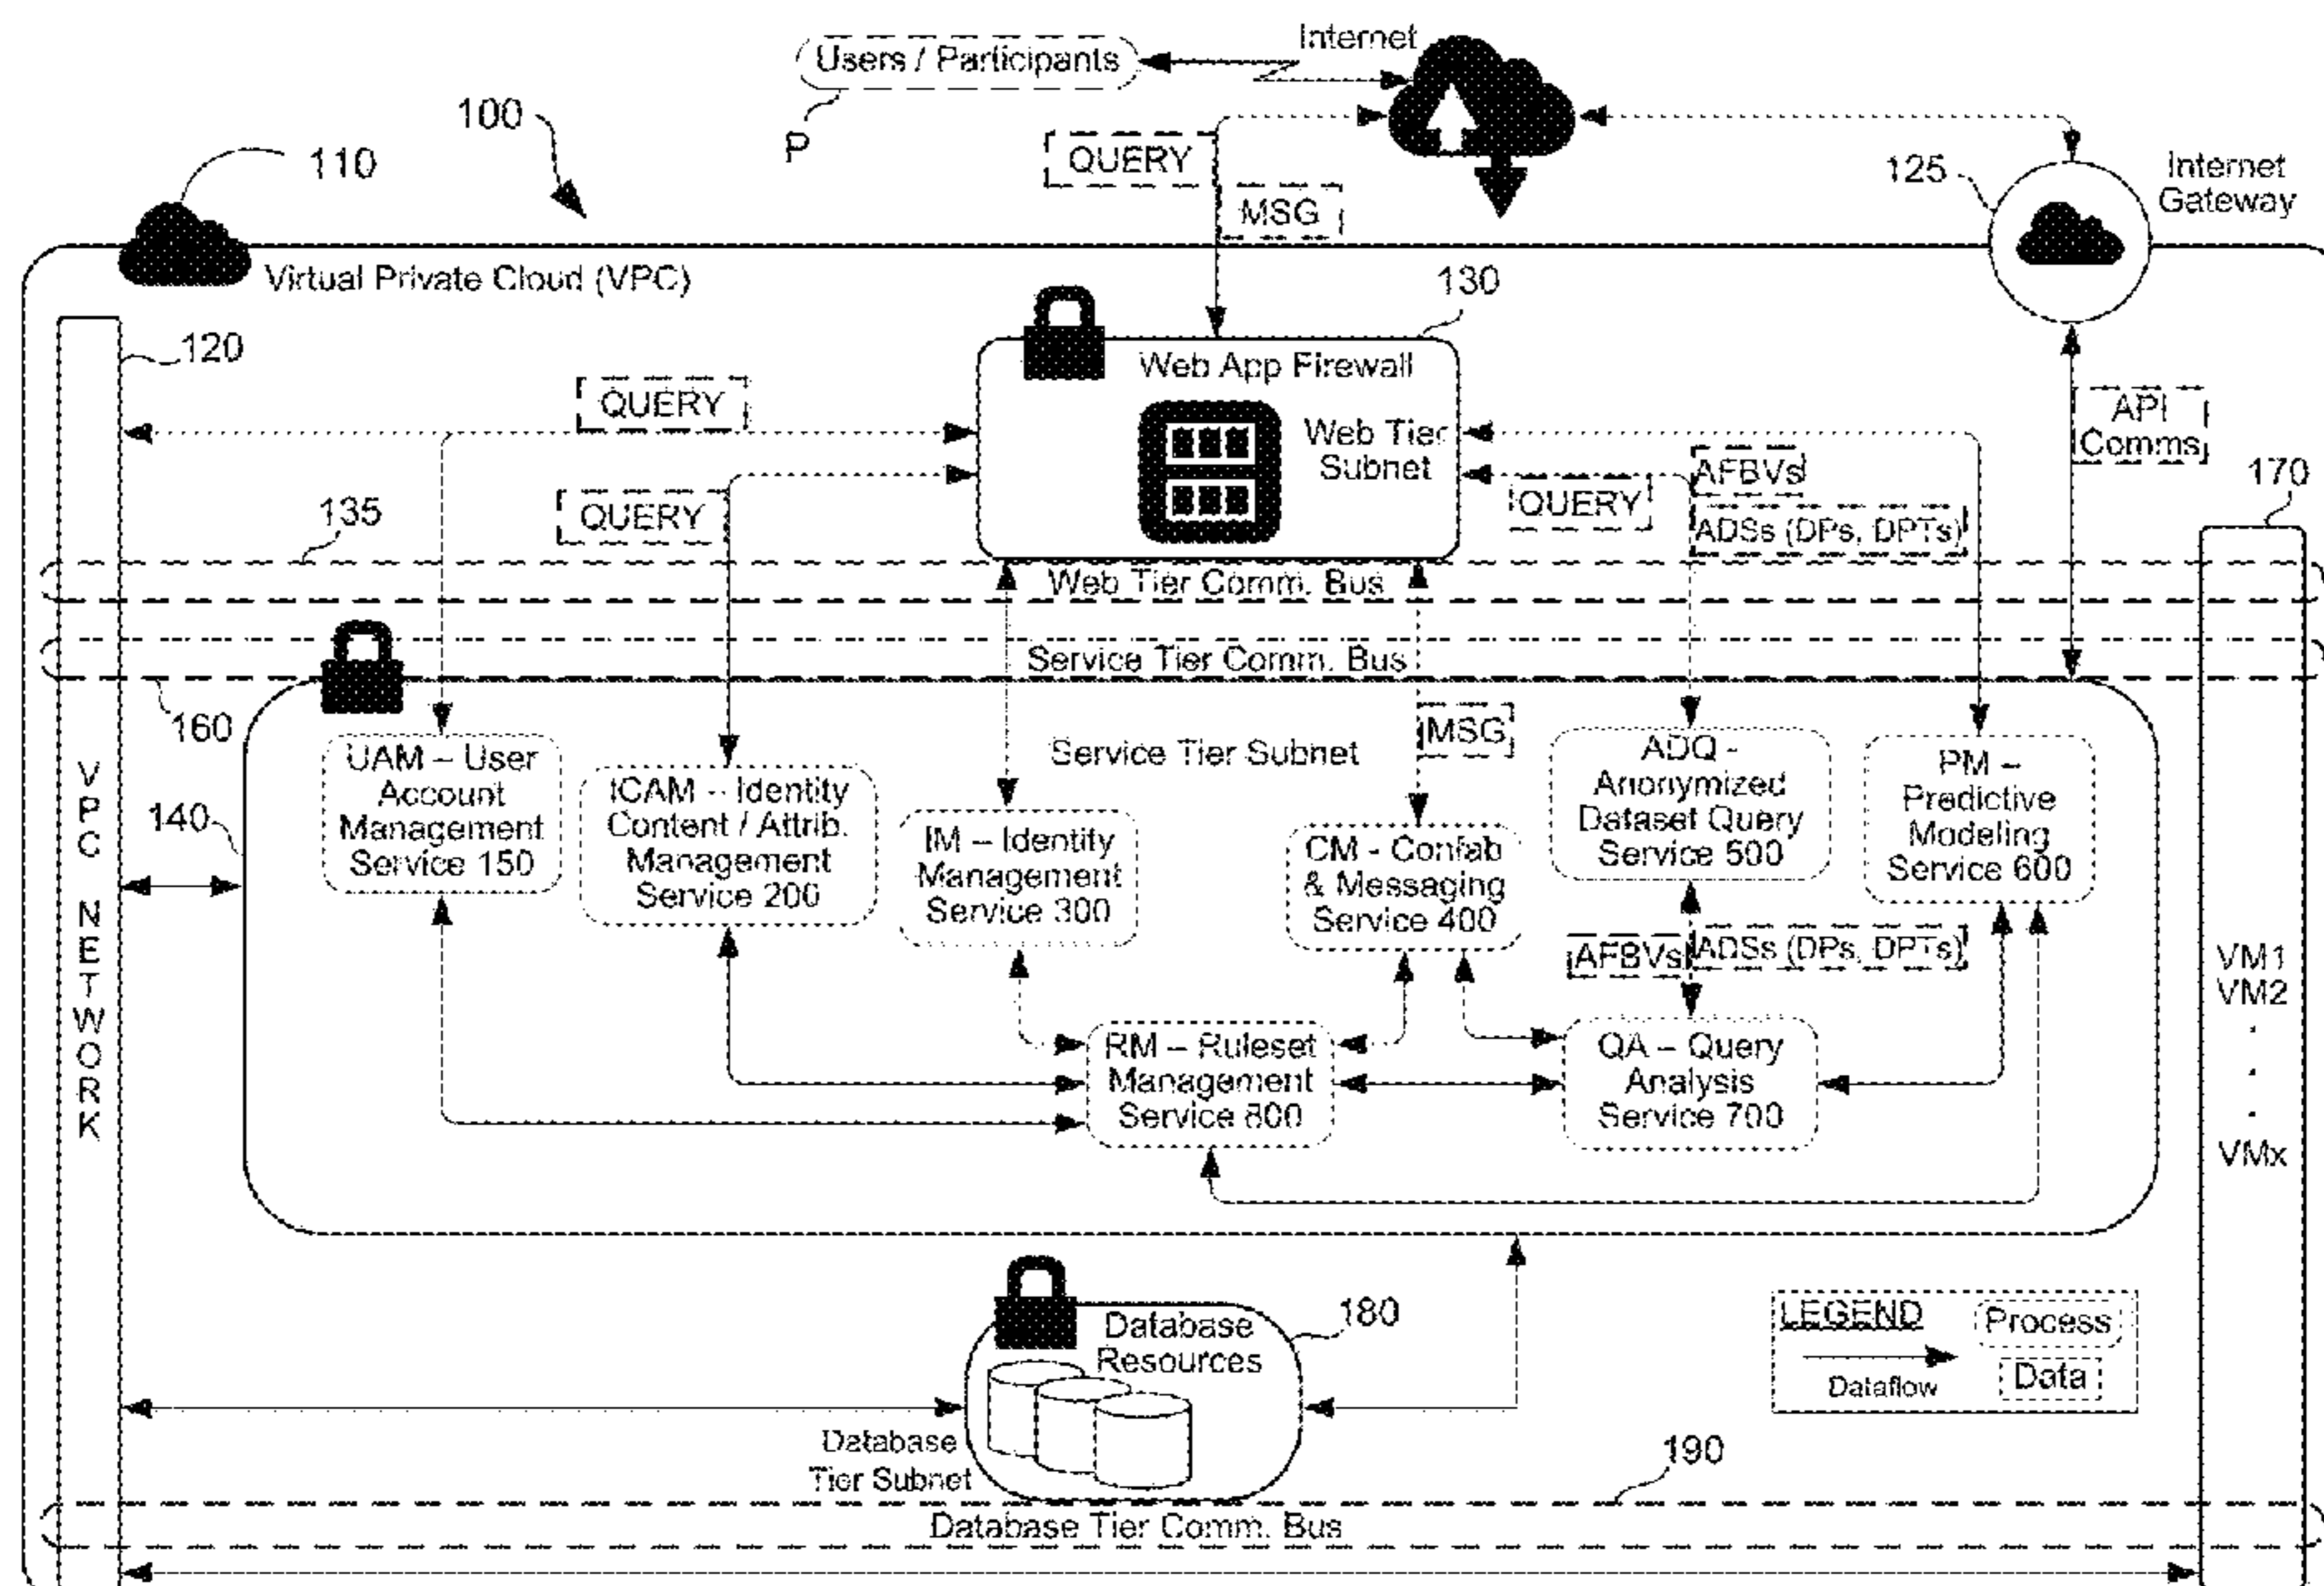 Internet
Users / Participants
P
100
110
QUERY
MSG
125
Internet
Gateway
Virtual Private Cloud (VPC)
130
120
Web App Firewall
QUERY
Web Tier
Subnet
API
Comms
AFBVs
170
QUERY
QUERY
ADSs (DPs, DPTs)
135
Web Tier Comm. Bus
Service Tier Comm. Bus
160
VPC NETWORK
140
Service Tier Subnet
MSG
UAM – User
Account
Management
Service 150
ICAM – Identity
Content / Attrib.
Management
Service 200
IM – Identity
Management
Service 300
CM - Confab
& Messaging
Service 400
ADQ -
Anonymized
Dataset Query
Service 500
PM –
Predictive
Modeling
Service 600
AFBVs
ADSs (DPs, DPTs)
VM1
VM2
.
.
.
VMx
RM – Ruleset
Management
Service 800
QA – Query
Analysis
Service 700
180
Database
Resources
LEGEND
Process
Dataflow
Data
Database
Tier Subnet
190
Database Tier Comm. Bus